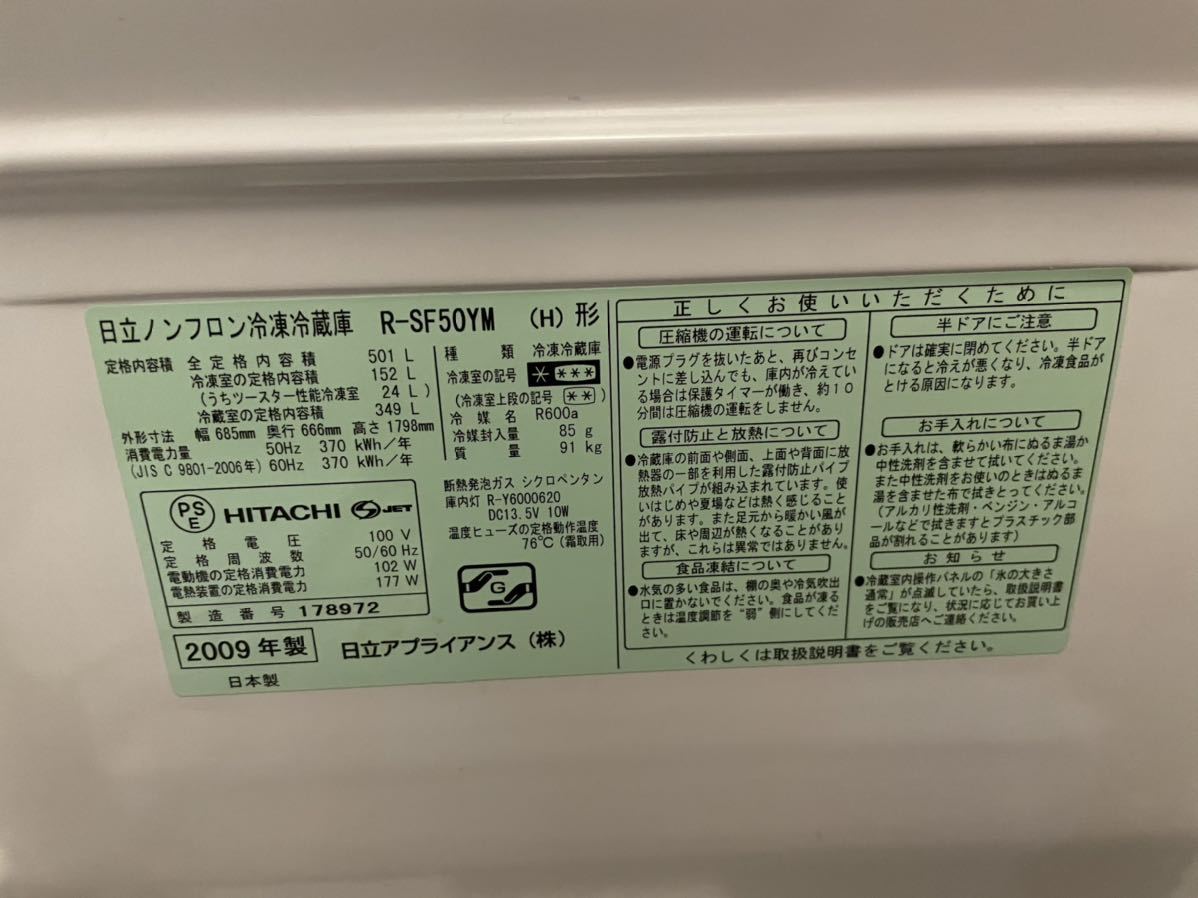 日立ノンフロン冷凍冷蔵庫 R-SF50YM (H) 形
定格内容積 全定格内容積 501 L
冷凍室の定格内容積 152 L
(うちツースター性能冷凍室 24 L)
冷蔵室の定格内容積 349 L
外形寸法 幅 685mm 奥行 666mm 高さ 1798mm
消費電力量 50Hz 370 kWh/年
(JIS C 9801-2006年) 60Hz 370 kWh/年
種類 冷凍冷蔵庫
冷凍室の記号 * ***
(冷凍室上段の記号 **)
冷媒名 R600a
冷媒封入量 85 g
質量 91 kg
断熱発泡ガス シクロペンタン
庫内灯 R-Y6000620
DC13.5V 10W
温度ヒューズの定格動作温度
76℃(霜取用)
PSE HITACHI JET
定格電圧 100 V
定格周波数 50/60 Hz
電動機の定格消費電力 102 W
電熱装置の定格消費電力 177 W
製造番号 178972
G
2009 年製 日立アプライアンス(株)
日本製
正しくお使いいただくために
圧縮機の運転について
●電源プラグを抜いたあと、再びコンセ
ントに差し込んでも、庫内が冷えてい
る場合は保護タイマーが働き、約10
分間は圧縮機の運転をしません。
露付防止と放熱について
●冷蔵庫の前面や側面、上面や背面に放
熱器の一部を利用した露付防止パイプ
放熱パイプが組み込まれています。使
いはじめや夏場などは熱く感じること
があります。また足元から暖かい風が
出て、床や周辺が熱くなることがあり
ますが、これらは異常ではありません。
食品凍結について
●水気の多い食品は、棚の奥や冷気吹出
口に置かないでください。食品が凍る
ときは温度調節を“弱”側にしてくだ
さい。
半ドアにご注意
●ドアは確実に閉めてください。半ドア
になると冷えが悪くなり、冷凍食品が
とける原因になります。
お手入れについて
●お手入れは、軟らかい布にぬるま湯か
中性洗剤を含ませて拭いてください。
また中性洗剤をお使いのときはぬるま
湯を含ませた布で拭きとってください。
(アルカリ性洗剤・ベンジン・アルコ
ールなどで拭きますとプラスチック部
品が割れることがあります)
お知らせ
●冷蔵室内操作パネルの「氷の大きさ
通常」が点滅していたら、取扱説明書
をご覧になり、状況に応じてお買い上
げの販売店へご連絡ください。
くわしくは取扱説明書をご覧ください。